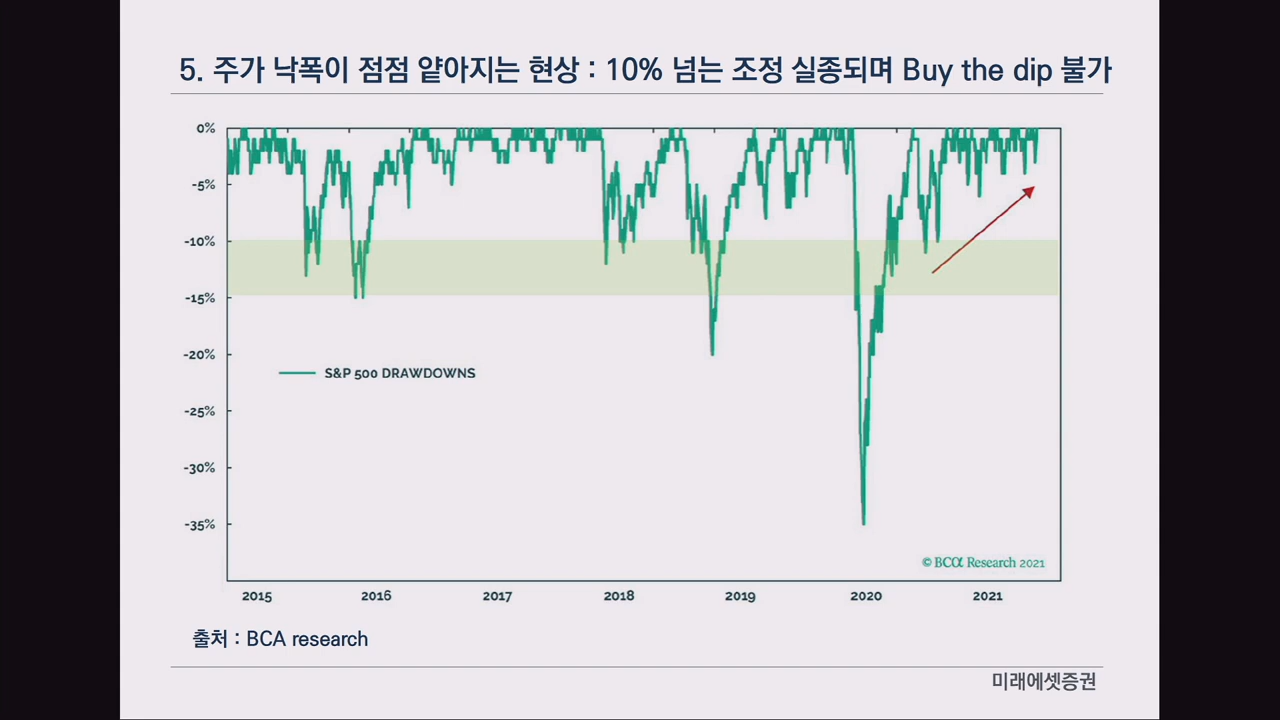 5. 주가 낙폭이 점점 얕아지는 현상 : 10% 넘는 조정 실종되며 Buy the dip 불가
0%
-5%
-10%
-15%
-20%
-25%
-30%
-35%
S&P 500 DRAWDOWNS
© BCα Research 2021
2015 2016 2017 2018 2019 2020 2021
출처 : BCA research
미래에셋증권